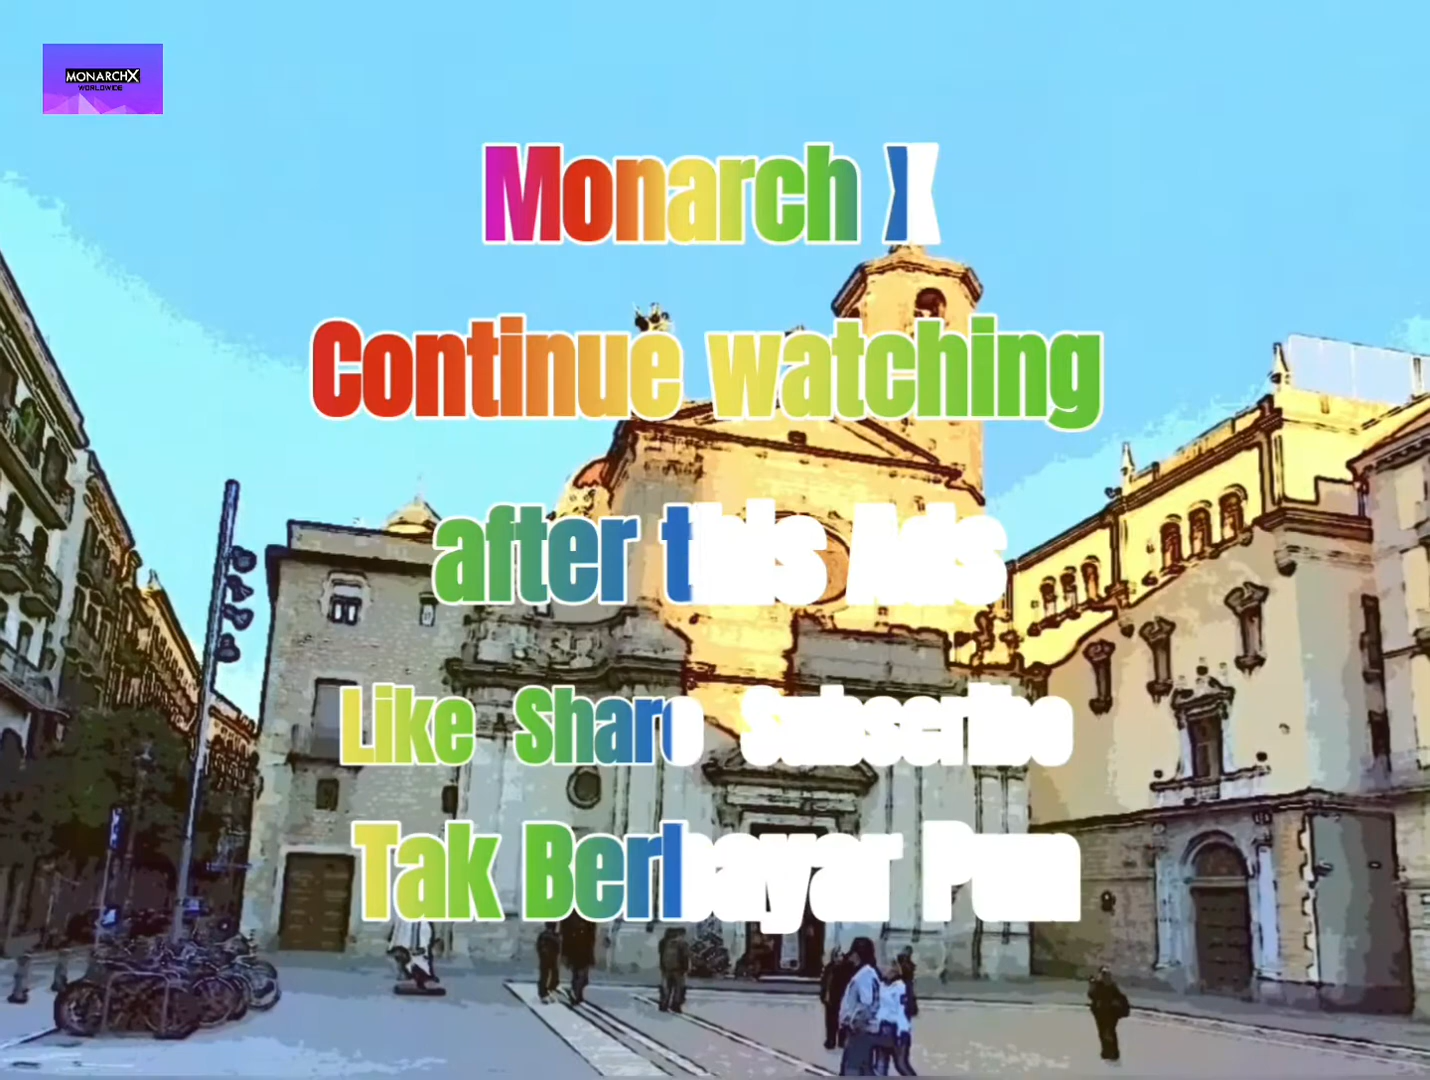 MONARCHX
WORLDWIDE
Monarch X
Continue watching
after this Ads
Like Share Subscribe
Tak Berbayar Pun